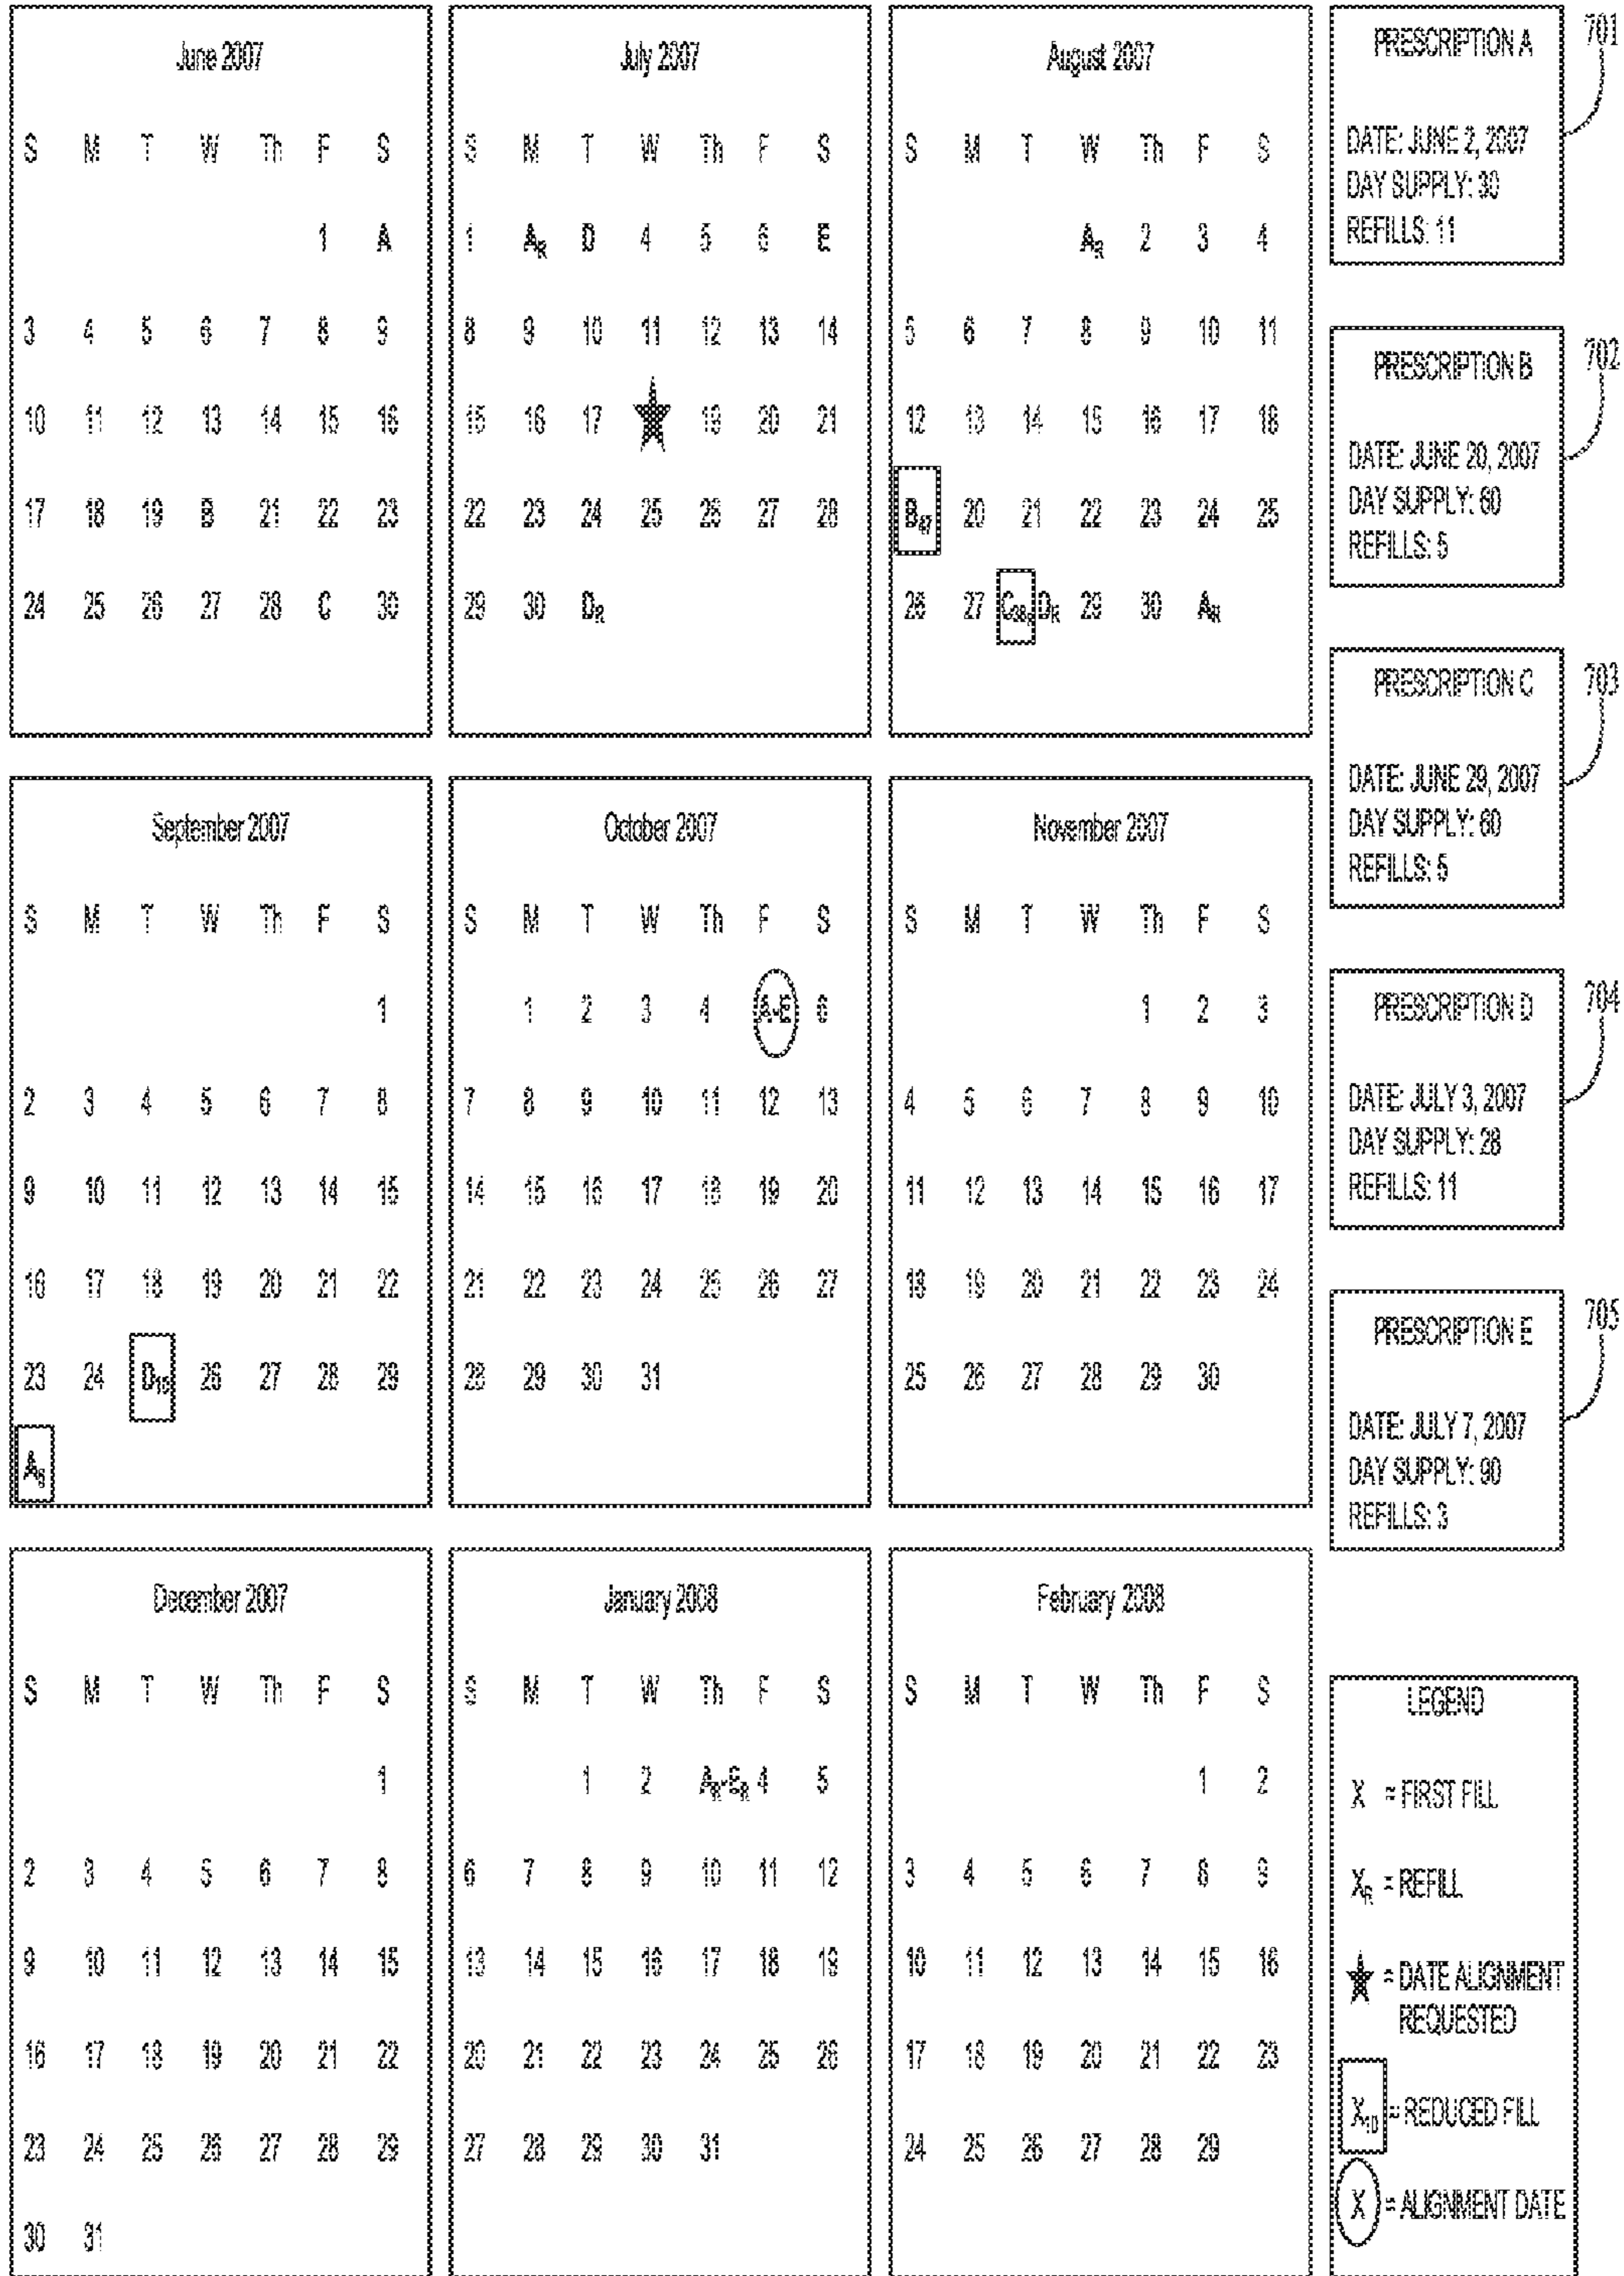 June 2007
S M T W Th F S
1 A
3 4 5 6 7 8 9
10 11 12 13 14 15 16
17 18 19 B 21 22 23
24 25 26 27 28 C 30
July 2007
S M T W Th F S
1 AR D 4 5 6 E
8 9 10 11 12 13 14
15 16 17 19 20 21
22 23 24 25 26 27 28
29 30 DR
August 2007
S M T W Th F S
AR 2 3 4
5 6 7 8 9 10 11
12 13 14 15 16 17 18
B47 20 21 22 23 24 25
26 27 C38, DR 29 30 AR
PRESCRIPTION A
DATE: JUNE 2, 2007
DAY SUPPLY: 30
REFILLS: 11
701
PRESCRIPTION B
DATE: JUNE 20, 2007
DAY SUPPLY: 60
REFILLS: 5
702
PRESCRIPTION C
DATE: JUNE 29, 2007
DAY SUPPLY: 60
REFILLS: 5
703
September 2007
S M T W Th F S
1
2 3 4 5 6 7 8
9 10 11 12 13 14 15
16 17 18 19 20 21 22
23 24 D10 26 27 28 29
A5
October 2007
S M T W Th F S
1 2 3 4 A-E 6
7 8 9 10 11 12 13
14 15 16 17 18 19 20
21 22 23 24 25 26 27
28 29 30 31
November 2007
S M T W Th F S
1 2 3
4 5 6 7 8 9 10
11 12 13 14 15 16 17
18 19 20 21 22 23 24
25 26 27 28 29 30
PRESCRIPTION D
DATE: JULY 3, 2007
DAY SUPPLY: 28
REFILLS: 11
704
PRESCRIPTION E
DATE: JULY 7, 2007
DAY SUPPLY: 90
REFILLS: 3
705
December 2007
S M T W Th F S
1
2 3 4 5 6 7 8
9 10 11 12 13 14 15
16 17 18 19 20 21 22
23 24 25 26 27 28 29
30 31
January 2008
S M T W Th F S
1 2 AR-ER 4 5
6 7 8 9 10 11 12
13 14 15 16 17 18 19
20 21 22 23 24 25 26
27 28 29 30 31
February 2008
S M T W Th F S
1 2
3 4 5 6 7 8 9
10 11 12 13 14 15 16
17 18 19 20 21 22 23
24 25 26 27 28 29
LEGEND
X = FIRST FILL
XR = REFILL
★ = DATE ALIGNMENT
REQUESTED
X10 = REDUCED FILL
X = ALIGNMENT DATE